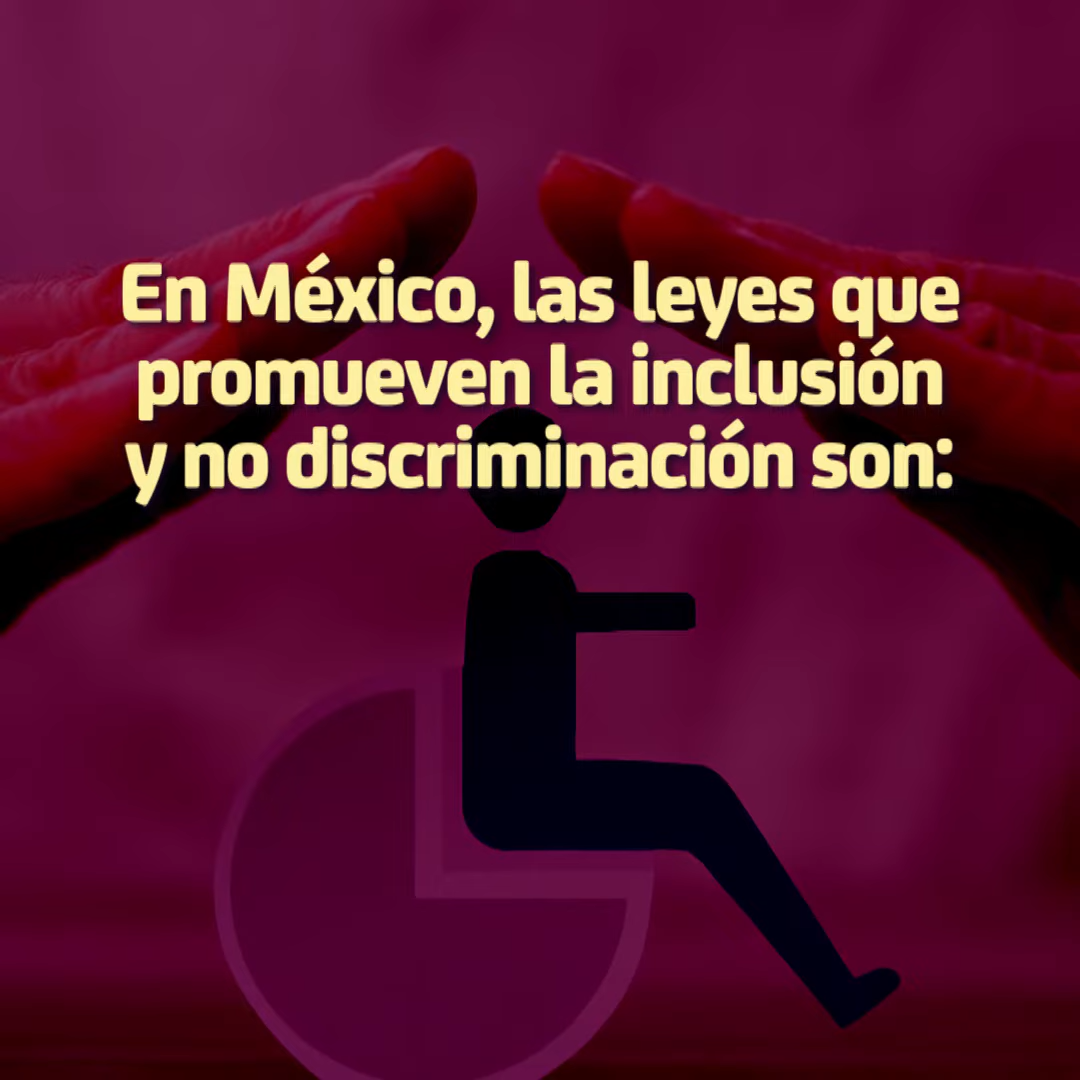 En México, las leyes que
promueven la inclusión
y no discriminación son: